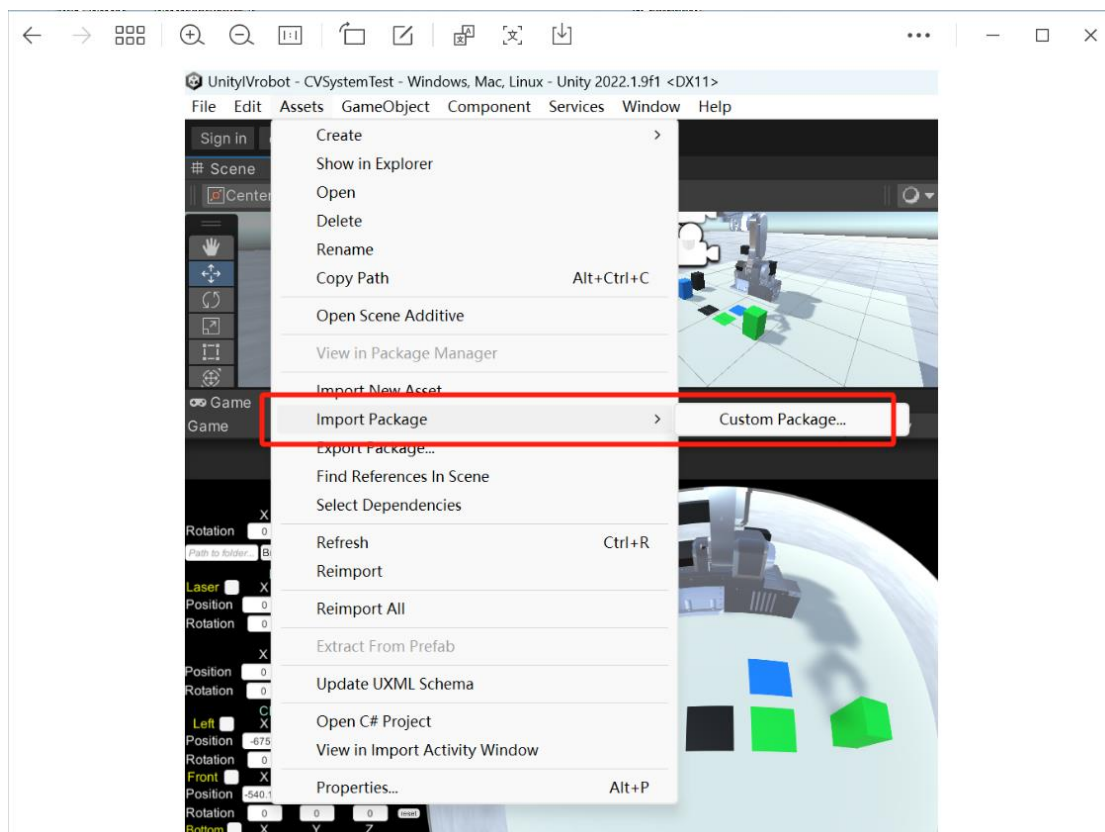 UnityIVrobot - CVSystemTest - Windows, Mac, Linux - Unity 2022.1.9f1 <DX11>
File Edit Assets GameObject Component Services Window Help
Sign in
Scene
Center
Create
Show in Explorer
Open
Delete
Rename
Copy Path Alt+Ctrl+C
Open Scene Additive
View in Package Manager
Import New Asset
Game
Import Package Custom Package...
Game
Export Package...
Find References In Scene
Select Dependencies
X
Rotation 0
Path to folder...
Refresh Ctrl+R
Reimport
Laser X
Position 0
Rotation 0
Reimport All
Extract From Prefab
X
Position 0
Rotation 0
Update UXML Schema
Left X
Open C# Project
Position -675
View in Import Activity Window
Rotation 0
Front X
Position -540.1
Properties... Alt+P
Rotation 0 0 0 reset
Bottom X Y Z